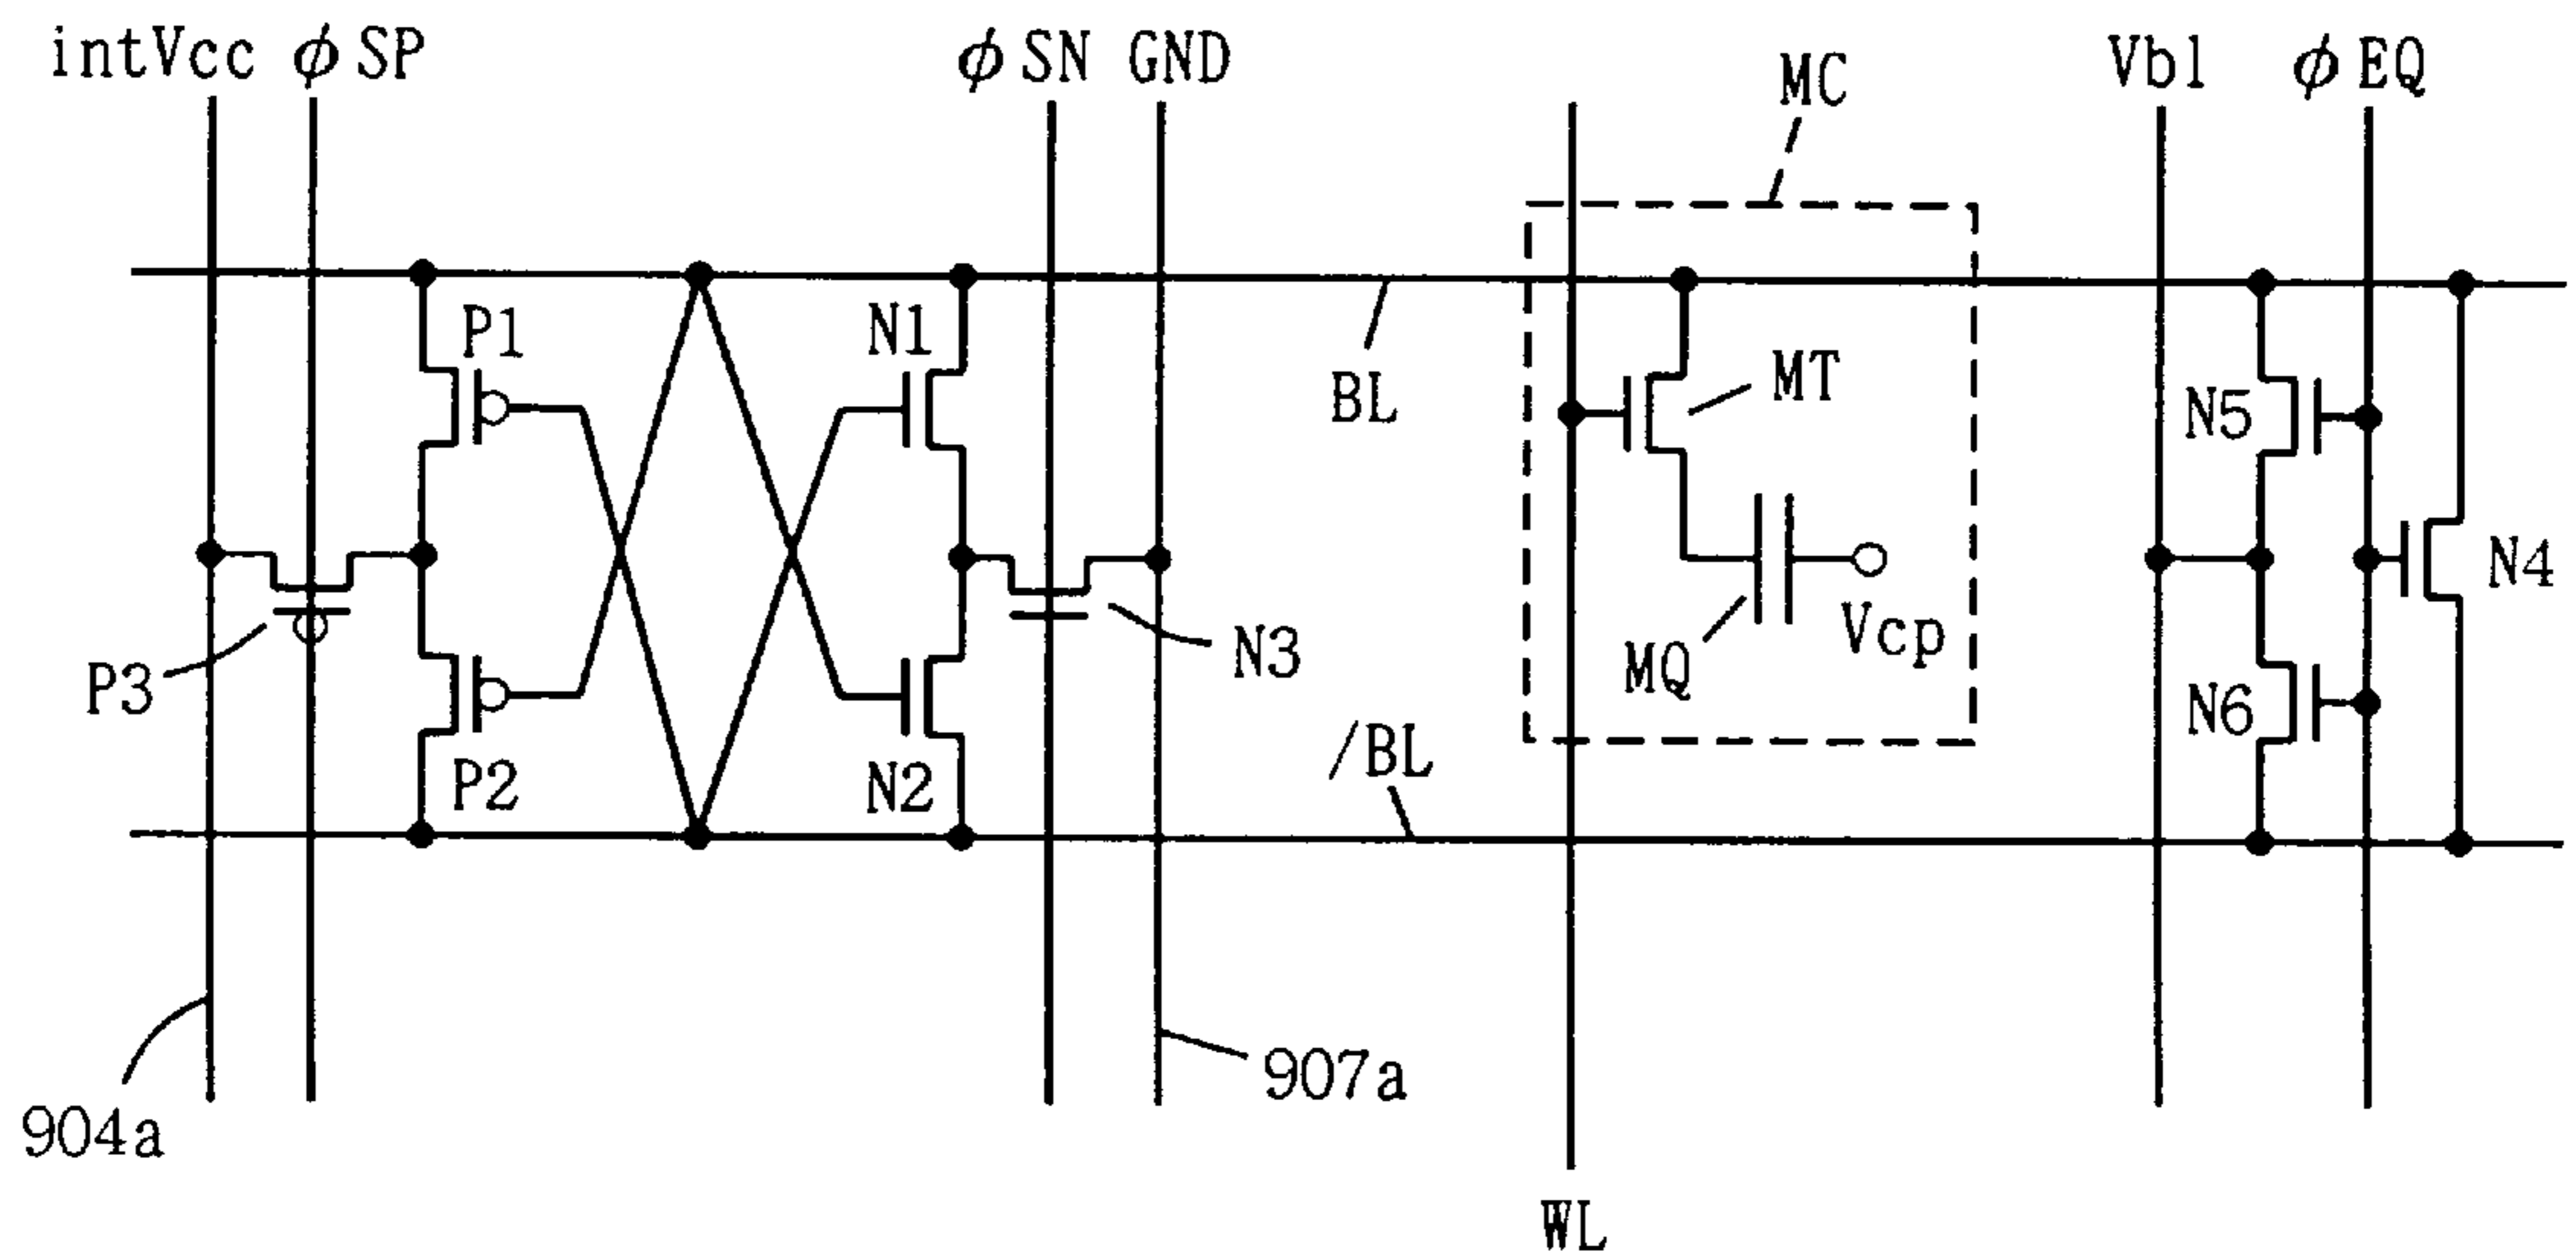 intVcc φSP
φSN GND
MC
Vbl φEQ
P1
N1
BL
MT
N5
N4
P3
N3
MQ
Vcp
N6
P2
N2
/BL
904a
907a
WL